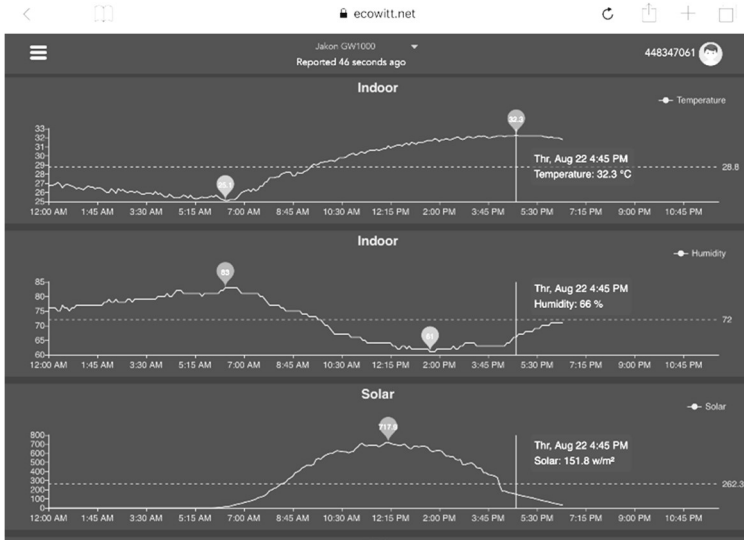 ecowitt.net
Jakon GW1000
Reported 46 seconds ago
448347061
Indoor
Temperature
33
32
31
30
29
28
27
26
25
32.3
25.1
28.8
Thr, Aug 22 4:45 PM
Temperature: 32.3 °C
12:00 AM 1:45 AM 3:30 AM 5:15 AM 7:00 AM 8:45 AM 10:30 AM 12:15 PM 2:00 PM 3:45 PM 5:30 PM 7:15 PM 9:00 PM 10:45 PM
Indoor
Humidity
85
80
75
70
65
60
83
61
72
Thr, Aug 22 4:45 PM
Humidity: 66 %
12:00 AM 1:45 AM 3:30 AM 5:15 AM 7:00 AM 8:45 AM 10:30 AM 12:15 PM 2:00 PM 3:45 PM 5:30 PM 7:15 PM 9:00 PM 10:45 PM
Solar
Solar
800
700
600
500
400
300
200
100
0
717.9
262.3
Thr, Aug 22 4:45 PM
Solar: 151.8 w/m²
12:00 AM 1:45 AM 3:30 AM 5:15 AM 7:00 AM 8:45 AM 10:30 AM 12:15 PM 2:00 PM 3:45 PM 5:30 PM 7:15 PM 9:00 PM 10:45 PM